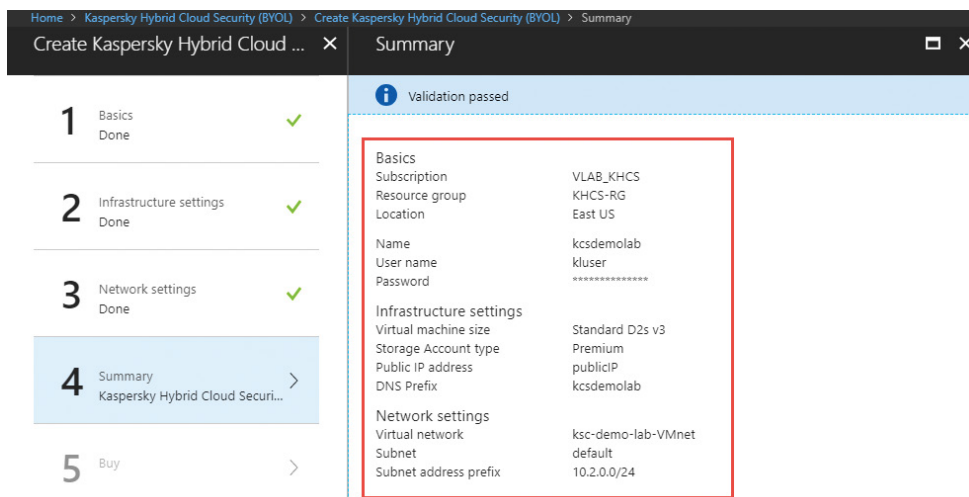 Home > Kaspersky Hybrid Cloud Security (BYOL) > Create Kaspersky Hybrid Cloud Security (BYOL) > Summary
Create Kaspersky Hybrid Cloud ...
Summary
Validation passed
1
Basics
Done
2
Infrastructure settings
Done
3
Network settings
Done
4
Summary
Kaspersky Hybrid Cloud Securi...
5
Buy
Basics
Subscription VLAB_KHCS
Resource group KHCS-RG
Location East US
Name kcsdemolab
User name kluser
Password **************
Infrastructure settings
Virtual machine size Standard D2s v3
Storage Account type Premium
Public IP address publicIP
DNS Prefix kcsdemolab
Network settings
Virtual network ksc-demo-lab-VMnet
Subnet default
Subnet address prefix 10.2.0.0/24